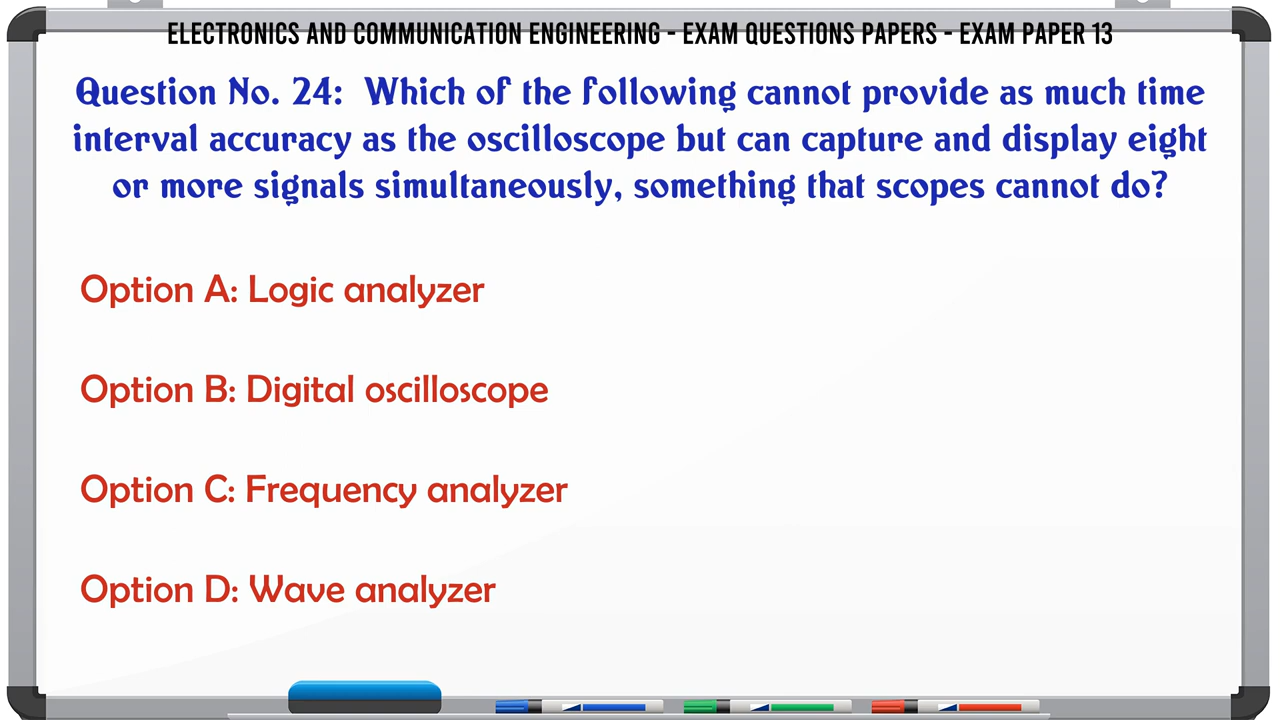 ELECTRONICS AND COMMUNICATION ENGINEERING - EXAM QUESTIONS PAPERS - EXAM PAPER 13
Question No. 24:  Which of the following cannot provide as much time
interval accuracy as the oscilloscope but can capture and display eight
or more signals simultaneously, something that scopes cannot do?
Option A: Logic analyzer
Option B: Digital oscilloscope
Option C: Frequency analyzer
Option D: Wave analyzer